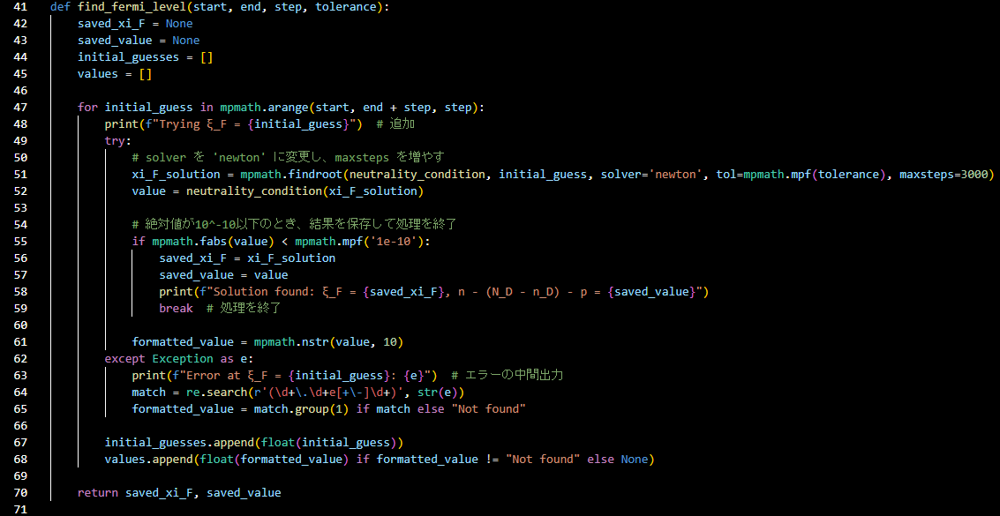 41 def find_fermi_level(start, end, step, tolerance):
42     saved_xi_F = None
43     saved_value = None
44     initial_guesses = []
45     values = []
46
47     for initial_guess in mpmath.arange(start, end + step, step):
48         print(f"Trying ξ_F = {initial_guess}")  # 追加
49         try:
50             # solver を 'newton' に変更し、maxsteps を増やす
51             xi_F_solution = mpmath.findroot(neutrality_condition, initial_guess, solver='newton', tol=mpmath.mpf(tolerance), maxsteps=3000)
52             value = neutrality_condition(xi_F_solution)
53
54             # 絶対値が10^-10以下のとき、結果を保存して処理を終了
55             if mpmath.fabs(value) < mpmath.mpf('1e-10'):
56                 saved_xi_F = xi_F_solution
57                 saved_value = value
58                 print(f"Solution found: ξ_F = {saved_xi_F}, n - (N_D - n_D) - p = {saved_value}")
59                 break  # 処理を終了
60
61             formatted_value = mpmath.nstr(value, 10)
62         except Exception as e:
63             print(f"Error at ξ_F = {initial_guess}: {e}")  # エラーの中間出力
64             match = re.search(r'(\d+\.\d+e[+\-]\d+)', str(e))
65             formatted_value = match.group(1) if match else "Not found"
66
67         initial_guesses.append(float(initial_guess))
68         values.append(float(formatted_value) if formatted_value != "Not found" else None)
69
70     return saved_xi_F, saved_value
71